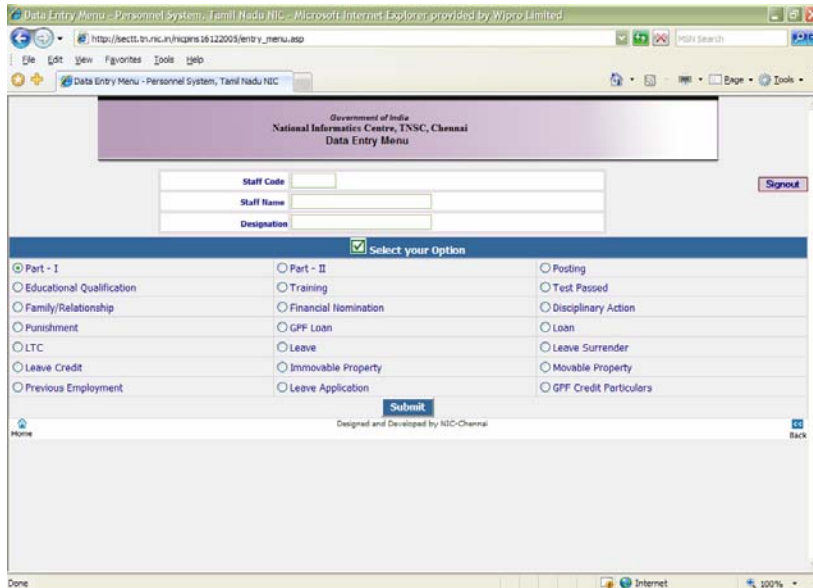 Data Entry Menu - Personnel System, Tamil Nadu NIC - Microsoft Internet Explorer provided by Wipro Limited
http://sectt.tn.nic.in/nicpins16122005/entry_menu.asp
MSN Search
File Edit View Favorites Tools Help
Data Entry Menu - Personnel System, Tamil Nadu NIC
Page Tools
Government of India
National Informatics Centre, TNSC, Chennai
Data Entry Menu
Staff Code
Signout
Staff Name
Designation
Select your Option
Part - I Part - II Posting
Educational Qualification Training Test Passed
Family/Relationship Financial Nomination Disciplinary Action
Punishment GPF Loan Loan
LTC Leave Leave Surrender
Leave Credit Immovable Property Movable Property
Previous Employment Leave Application GPF Credit Particulars
Submit
Home Designed and Developed by NIC-Chennai Back
Done Internet 100%